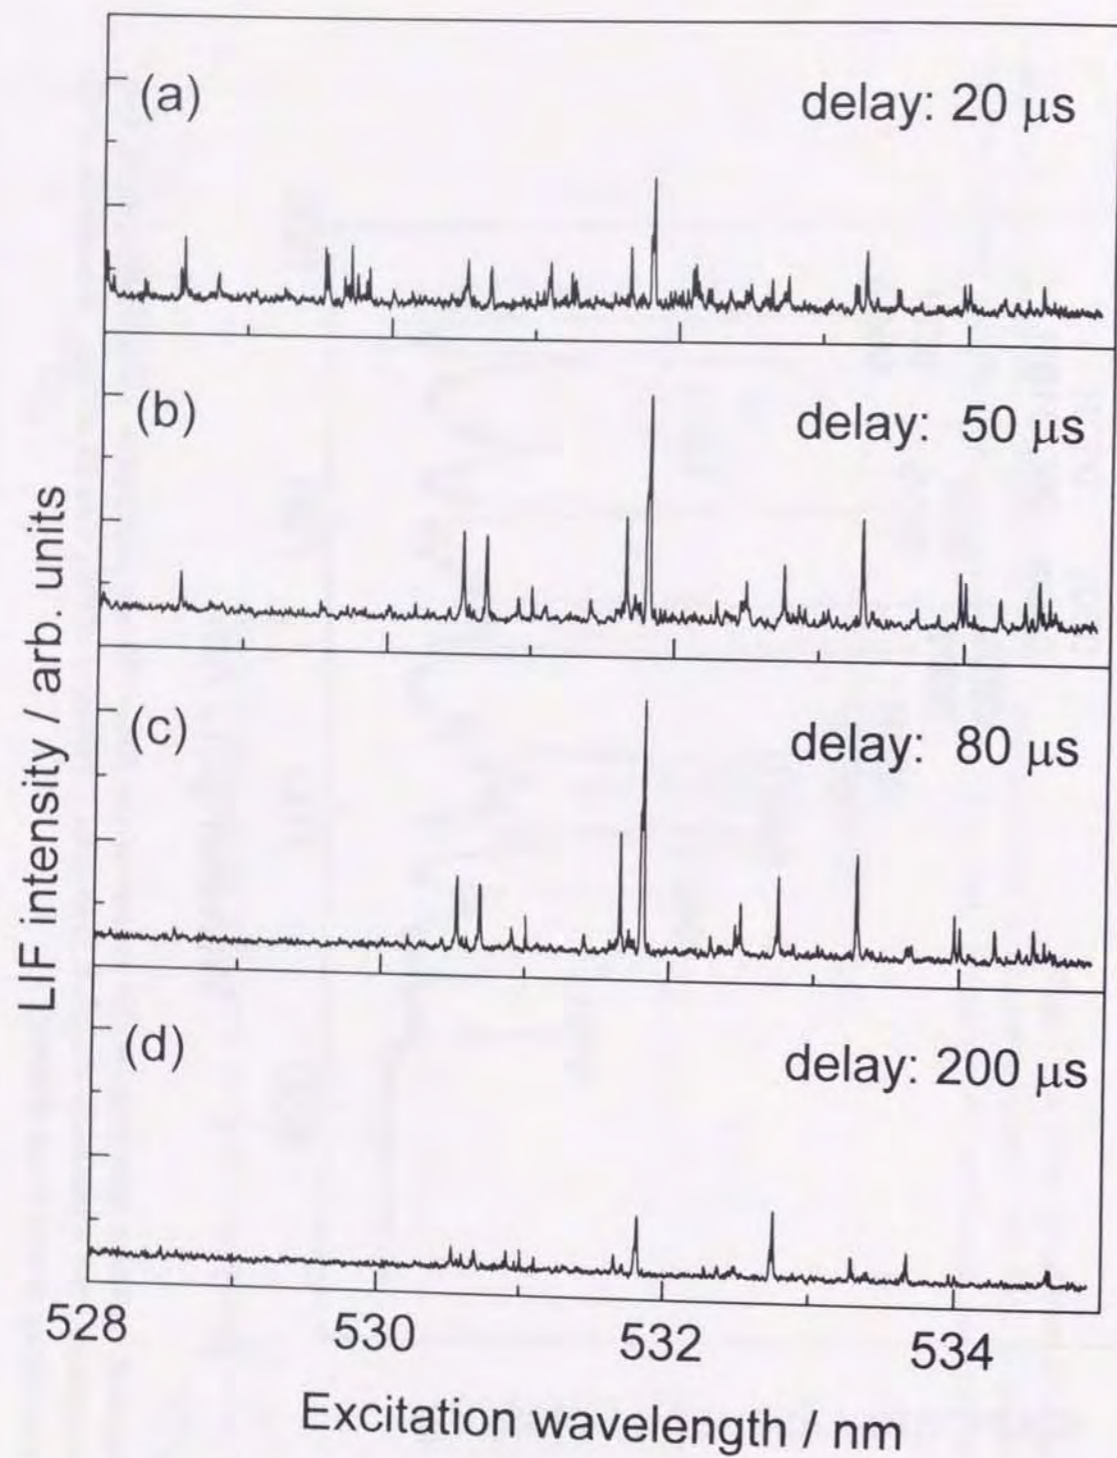 (a)
delay: 20 μs
(b)
delay: 50 μs
(c)
delay: 80 μs
(d)
delay: 200 μs
LIF intensity / arb. units
528 530 532 534
Excitation wavelength / nm